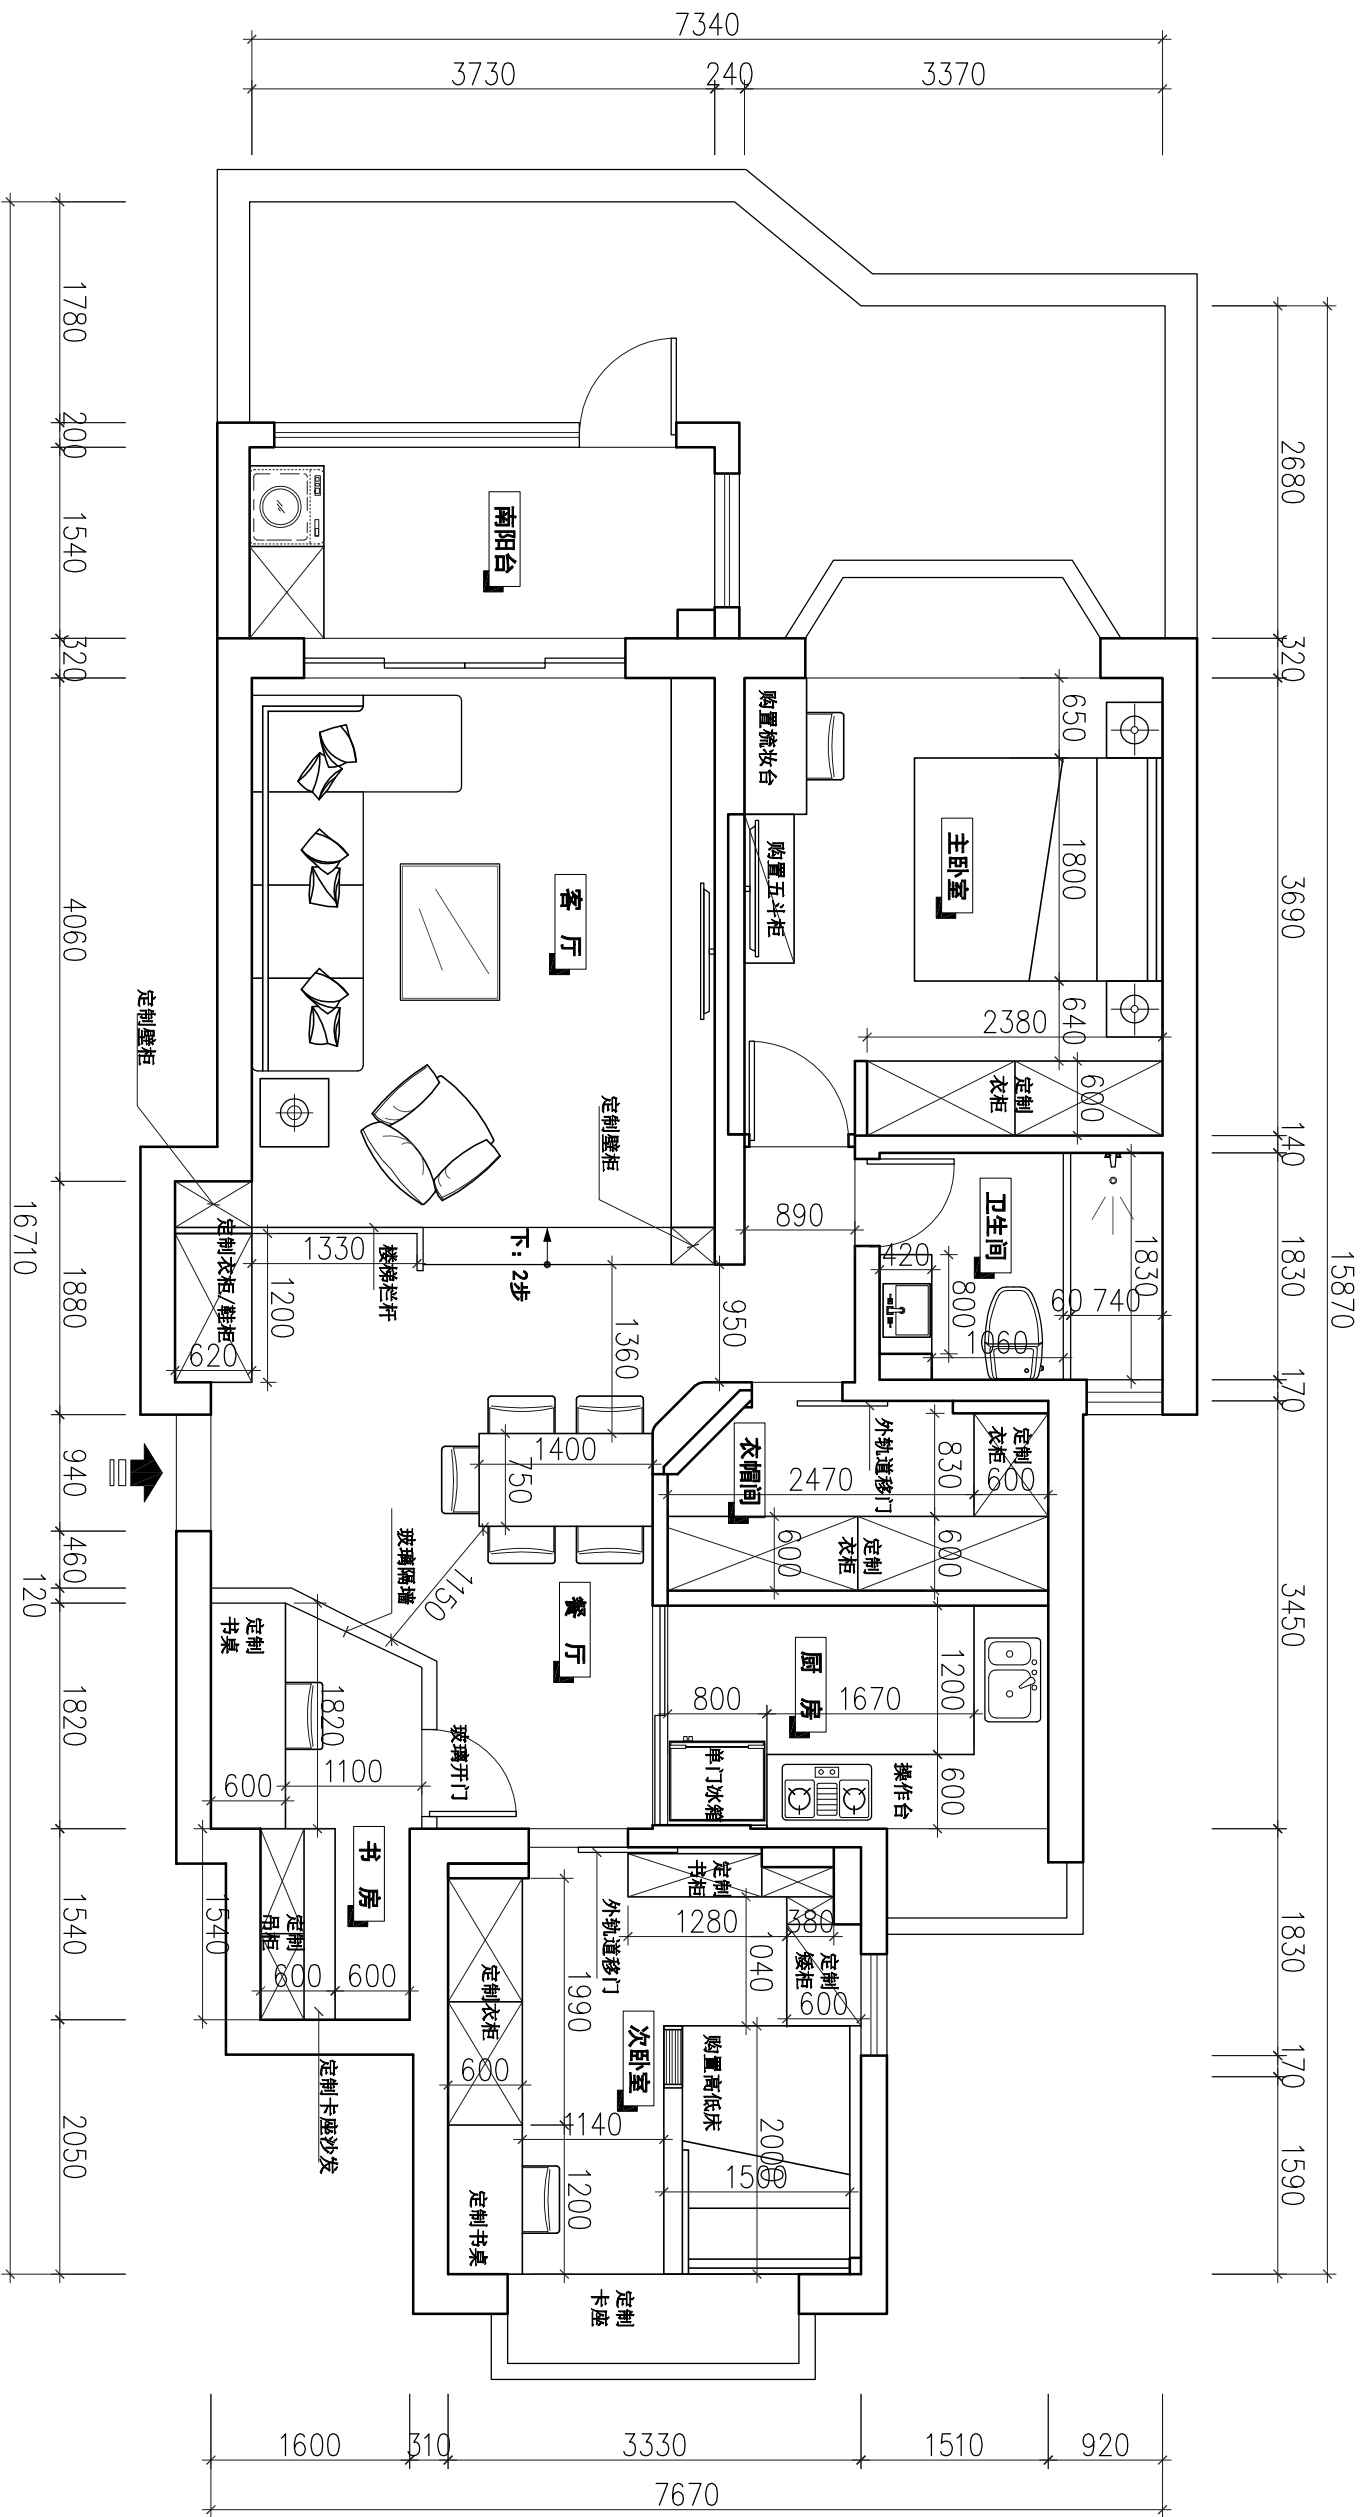 7340
3730
240
3370
1780
200
1540
320
4060
1880
940
460
120
1820
1540
2050
16710
2680
320
3690
140
1830
170
3450
1830
170
1590
15870
南阳台
购置梳妆台
购置五斗柜
主卧室
650
1800
640
2380
600
定制
衣柜
客 厅
定制壁柜
定制壁柜
卫生间
1830
890
420
800
1060
60
740
下: 2步
楼梯栏杆
1330
1200
定制衣柜/鞋柜
620
950
1360
1400
750
1150
衣帽间
外轨道移门
830
定制
衣柜
600
2470
600
600
定制
衣柜
玻璃隔墙
餐 厅
定制
书桌
1820
1100
600
玻璃开门
厨 房
1200
800
1670
600
单门冰箱
操作台
书 房
定制
吊柜
600
600
1540
定制卡座沙发
外轨道移门
定制
书柜
1280
380
1040
定制
矮柜
600
定制衣柜
1990
600
次卧室
购置高低床
1140
2000
1500
1200
定制书桌
定制
卡座
1600
310
3330
1510
920
7670